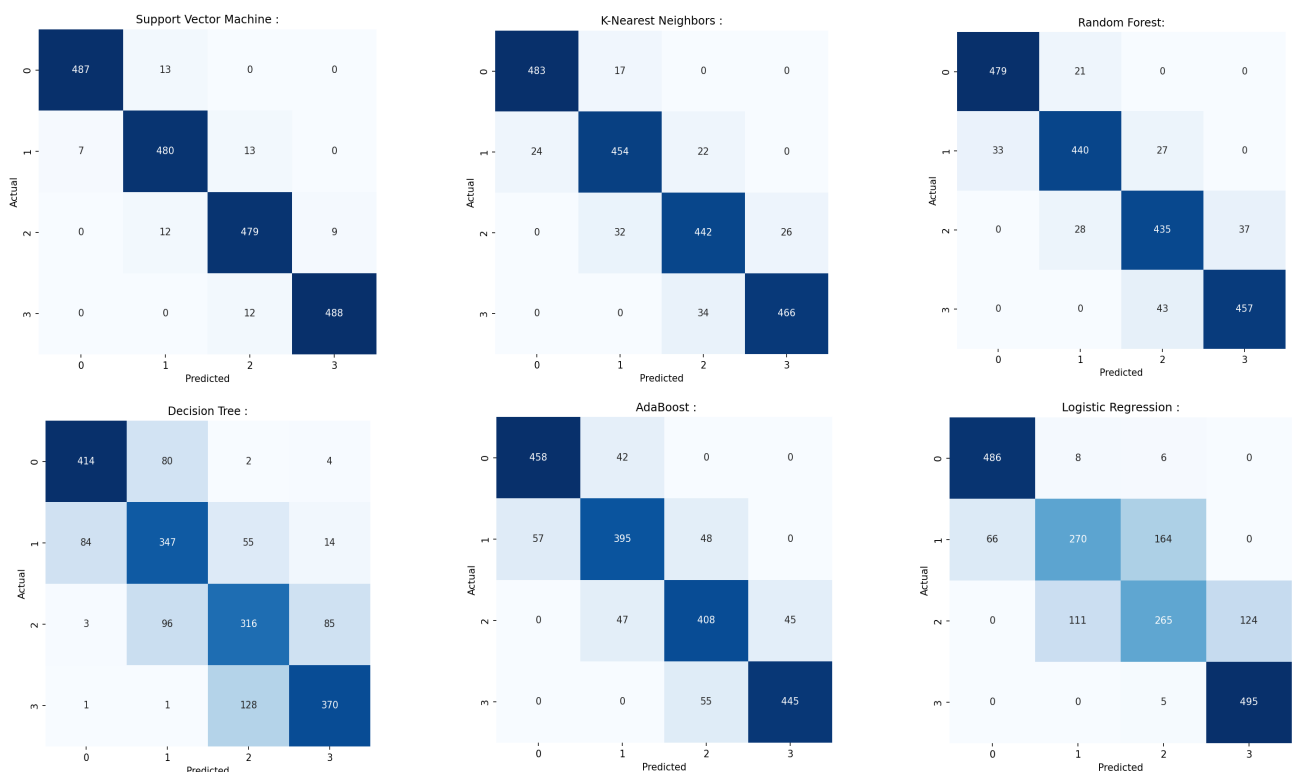 Support Vector Machine :
0 487 13 0 0
1 7 480 13 0
Actual
2 0 12 479 9
3 0 0 12 488
0 1 2 3
Predicted
K-Nearest Neighbors :
0 483 17 0 0
1 24 454 22 0
Actual
2 0 32 442 26
3 0 0 34 466
0 1 2 3
Predicted
Random Forest:
0 479 21 0 0
1 33 440 27 0
Actual
2 0 28 435 37
3 0 0 43 457
0 1 2 3
Predicted
Decision Tree :
0 414 80 2 4
1 84 347 55 14
Actual
2 3 96 316 85
3 1 1 128 370
0 1 2 3
Predicted
AdaBoost :
0 458 42 0 0
1 57 395 48 0
Actual
2 0 47 408 45
3 0 0 55 445
0 1 2 3
Predicted
Logistic Regression :
0 486 8 6 0
1 66 270 164 0
Actual
2 0 111 265 124
3 0 0 5 495
0 1 2 3
Predicted